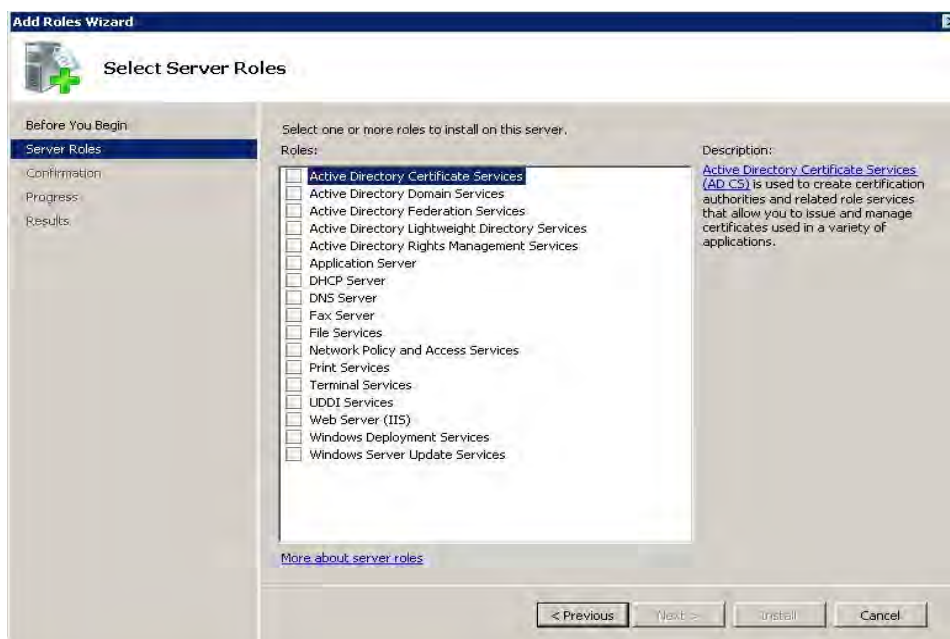 Add Roles Wizard
Select Server Roles
Before You Begin
Server Roles
Confirmation
Progress
Results
Select one or more roles to install on this server.
Roles:
Active Directory Certificate Services
Active Directory Domain Services
Active Directory Federation Services
Active Directory Lightweight Directory Services
Active Directory Rights Management Services
Application Server
DHCP Server
DNS Server
Fax Server
File Services
Network Policy and Access Services
Print Services
Terminal Services
UDDI Services
Web Server (IIS)
Windows Deployment Services
Windows Server Update Services
More about server roles
Description:
Active Directory Certificate Services
(AD CS) is used to create certification
authorities and related role services
that allow you to issue and manage
certificates used in a variety of
applications.
< Previous
Next >
Install
Cancel